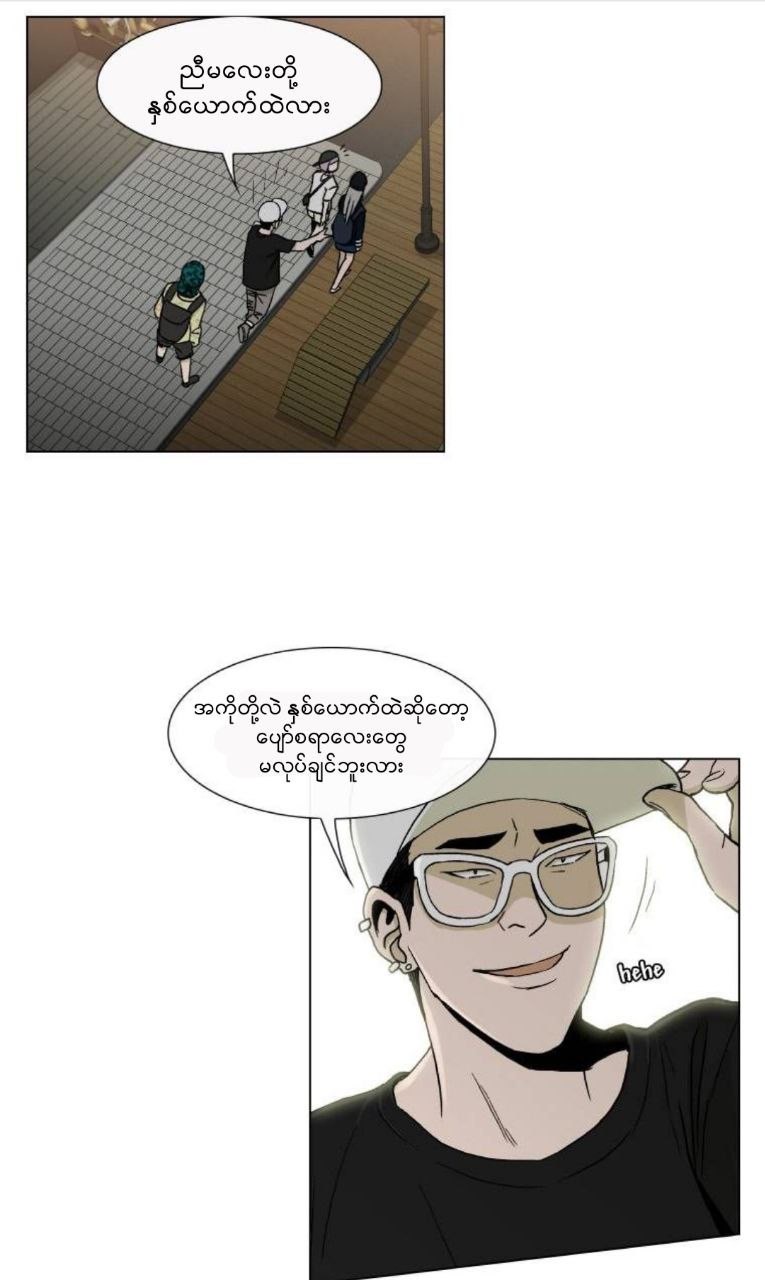 ညီမလေးတို့
နှစ်ယောက်ထဲလား
အကိုတို့လဲ နှစ်ယောက်ထဲဆိုတော့
ပျော်စရာလေးတွေ
မလုပ်ချင်ဘူးလား
hehe